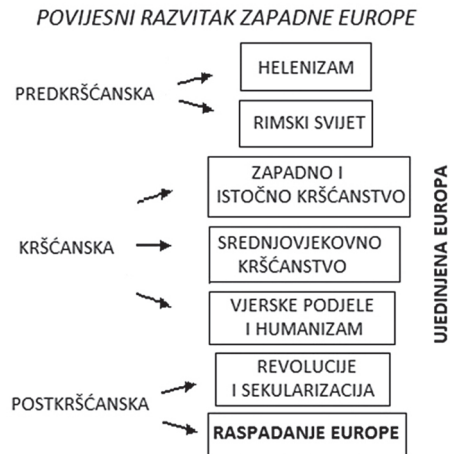 POVIJESNI RAZVITAK ZAPADNE EUROPE
PREDKRŠĆANSKA
HELENIZAM
RIMSKI SVIJET
KRŠĆANSKA
ZAPADNO I
ISTOČNO KRŠĆANSTVO
SREDNJOVJEKOVNO
KRŠĆANSTVO
VJERSKE PODJELE
I HUMANIZAM
POSTKRŠĆANSKA
REVOLUCIJE
I SEKULARIZACIJA
RASPADANJE EUROPE
UJEDINJENA EUROPA